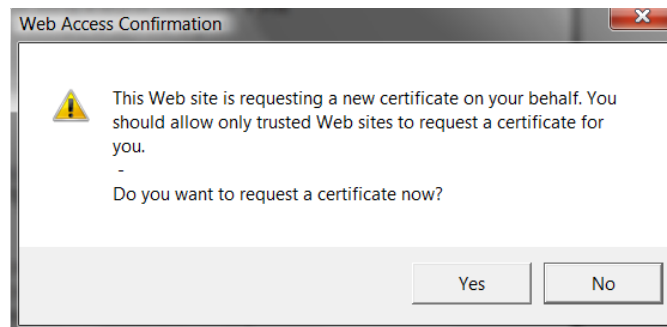 Web Access Confirmation
This Web site is requesting a new certificate on your behalf. You
should allow only trusted Web sites to request a certificate for
you.
-
Do you want to request a certificate now?
Yes
No